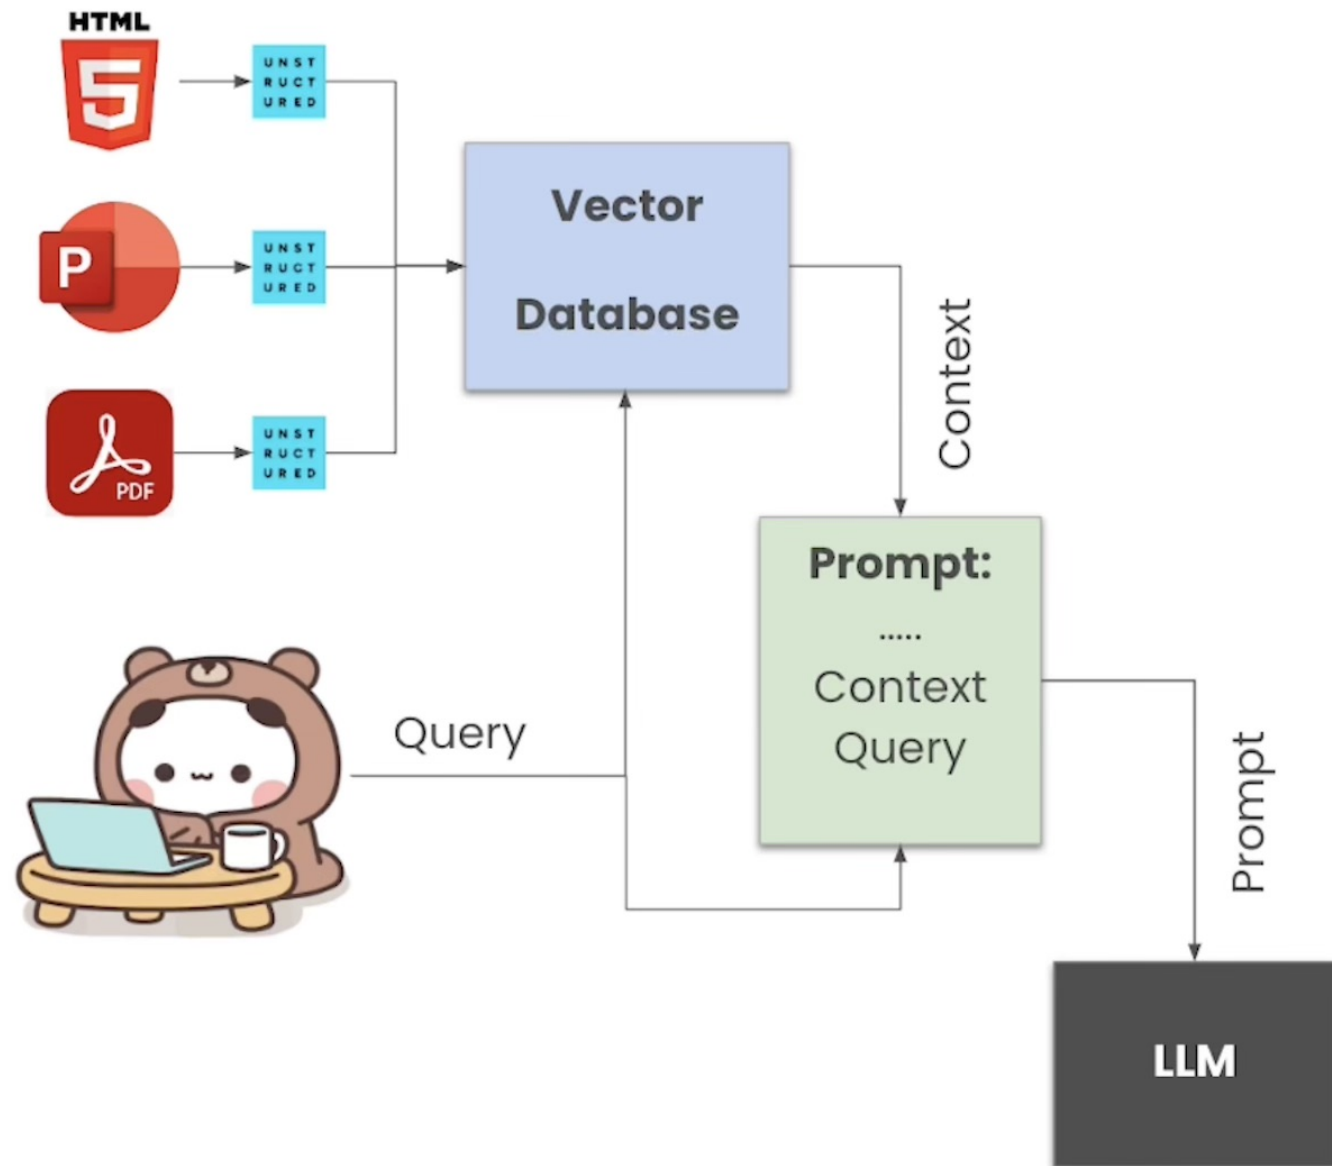 HTML
5
UNST
RUCT
URED
P
UNST
RUCT
URED
PDF
UNST
RUCT
URED
Vector
Database
Context
Prompt:
.....
Context
Query
Query
Prompt
LLM